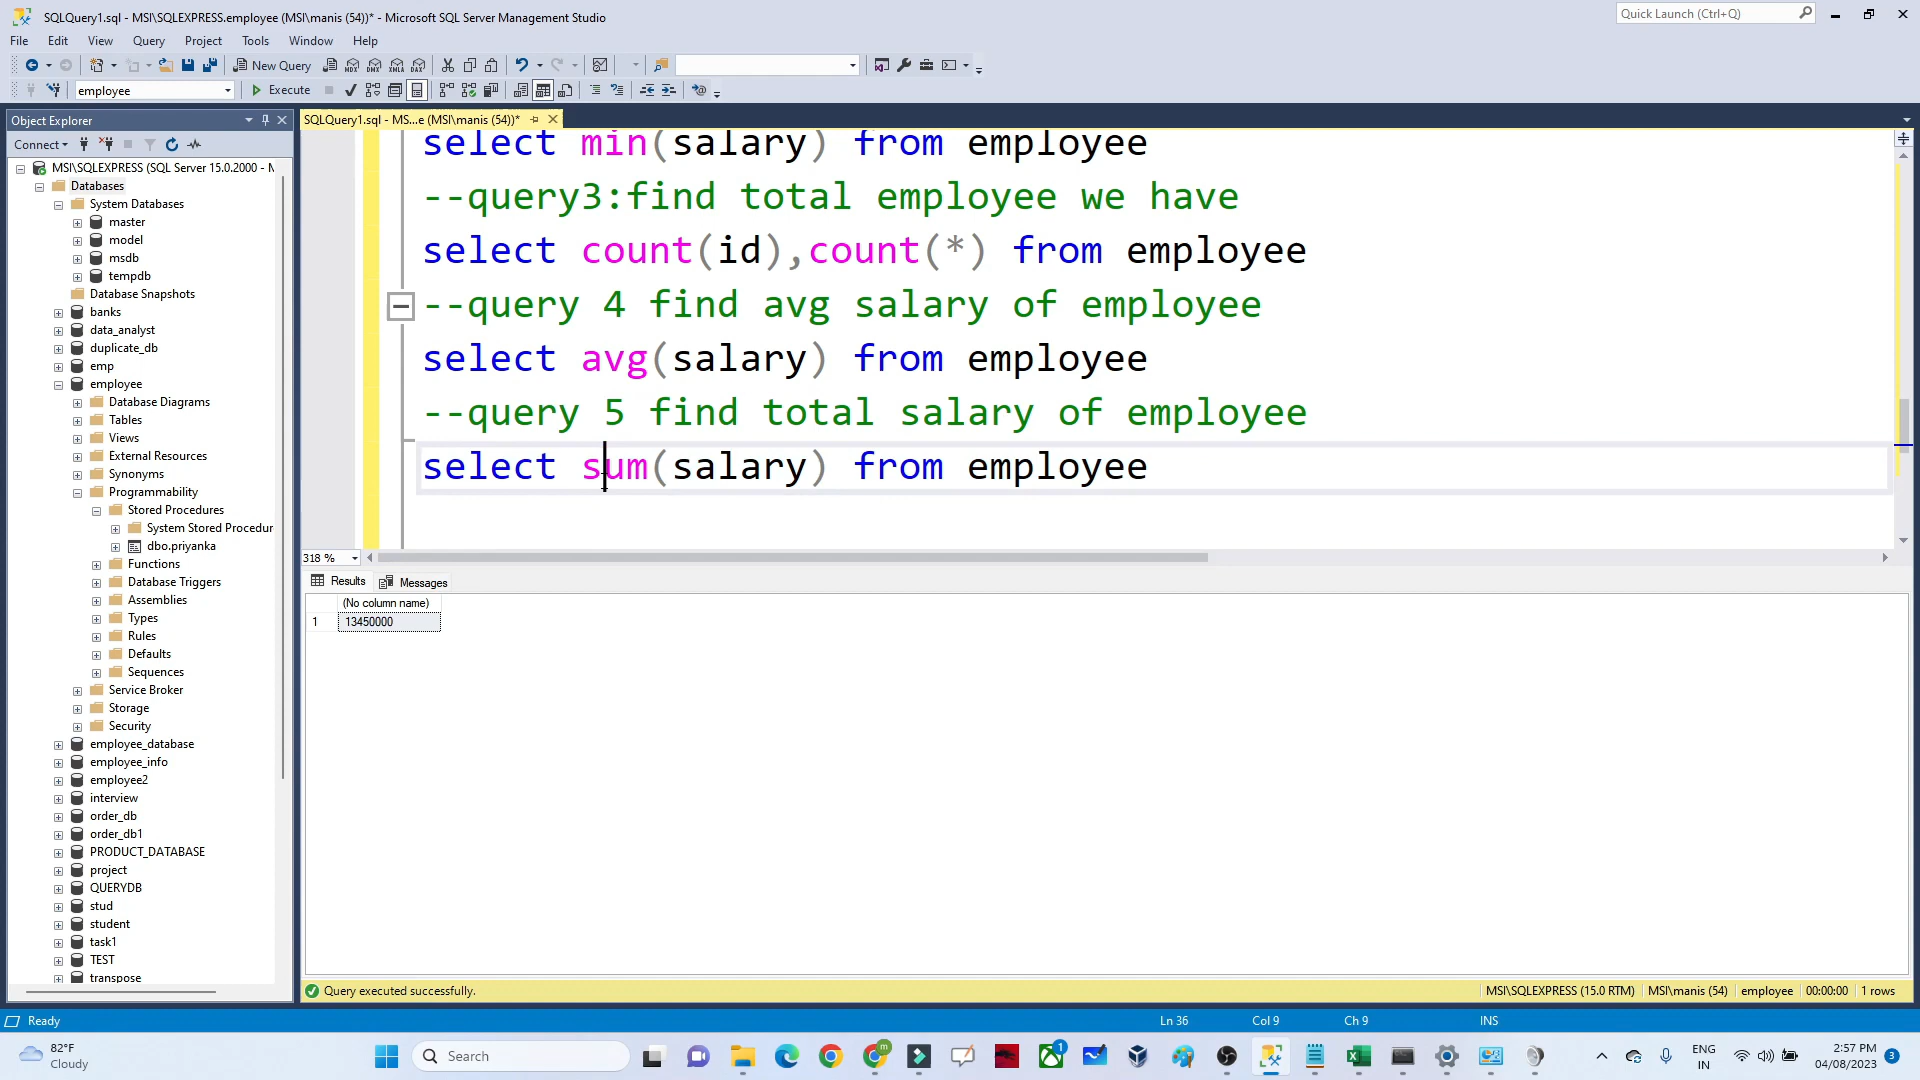 SQLQuery1.sql - MSI\SQLEXPRESS.employee (MSI\manis (54))* - Microsoft SQL Server Management Studio
Quick Launch (Ctrl+Q)
File Edit View Query Project Tools Window Help
New Query
MDX DMX XMLA DAX
employee
Execute
Object Explorer
SQLQuery1.sql - MS...e (MSI\manis (54))*
Connect
MSI\SQLEXPRESS (SQL Server 15.0.2000 - M
Databases
System Databases
master
model
msdb
tempdb
Database Snapshots
banks
data_analyst
duplicate_db
emp
employee
Database Diagrams
Tables
Views
External Resources
Synonyms
Programmability
Stored Procedures
System Stored Procedur
dbo.priyanka
Functions
Database Triggers
Assemblies
Types
Rules
Defaults
Sequences
Service Broker
Storage
Security
employee_database
employee_info
employee2
interview
order_db
order_db1
PRODUCT_DATABASE
project
QUERYDB
stud
student
task1
TEST
transpose
select min(salary) from employee
--query3:find total employee we have
select count(id),count(*) from employee
--query 4 find avg salary of employee
select avg(salary) from employee
--query 5 find total salary of employee
select sum(salary) from employee
318 %
Results Messages
(No column name)
1 13450000
Query executed successfully.
MSI\SQLEXPRESS (15.0 RTM) MSI\manis (54) employee 00:00:00 1 rows
Ready
Ln 36 Col 9 Ch 9 INS
82°F
Cloudy
Search
m
1
ENG
IN
2:57 PM
04/08/2023
3